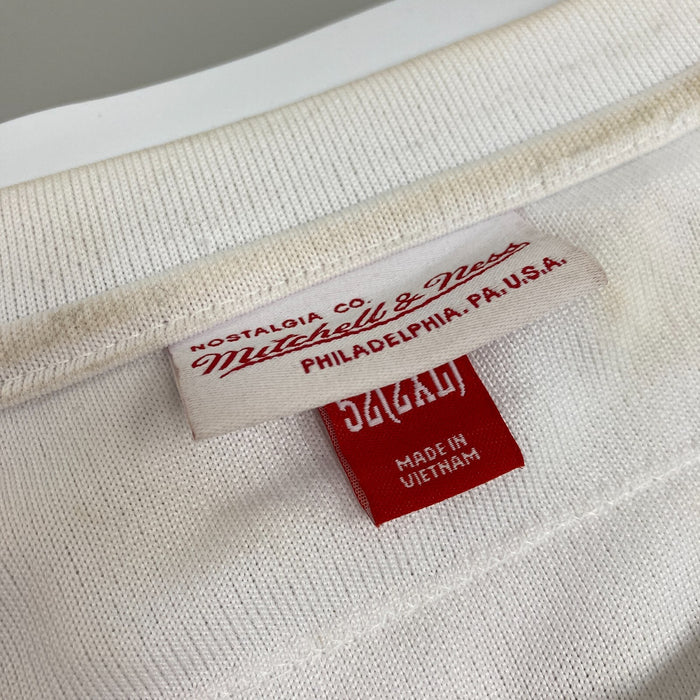 NOSTALGIA CO.
Mitchell & Ness
PHILADELPHIA, PA. U.S.A.
52(2XL)
MADE IN
VIETNAM